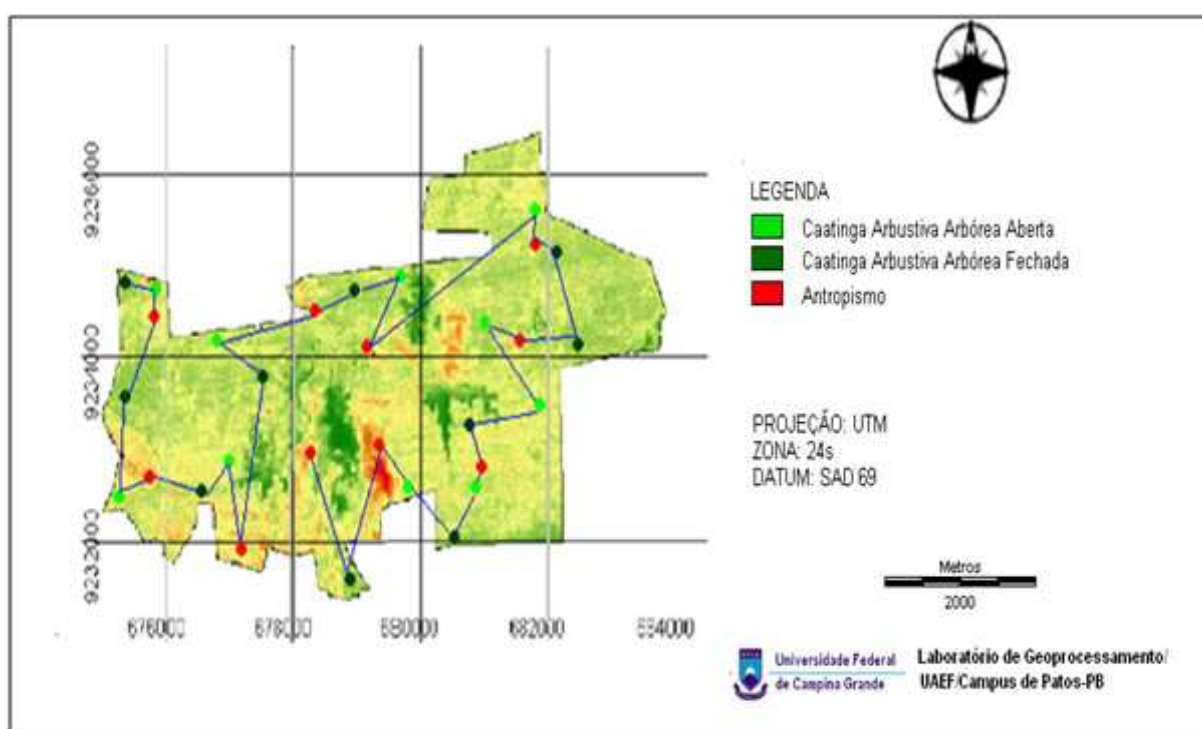 9236000
9234000
9232000
676000
678000
680000
682000
684000
LEGENDA
Caatinga Arbustiva Arbórea Aberta
Caatinga Arbustiva Arbórea Fechada
Antropismo
PROJEÇÃO: UTM
ZONA: 24s
DATUM: SAD 69
Metros
2000
Universidade Federal
de Campina Grande
Laboratório de Geoprocessamento/
UAEF/Campus de Patos-PB